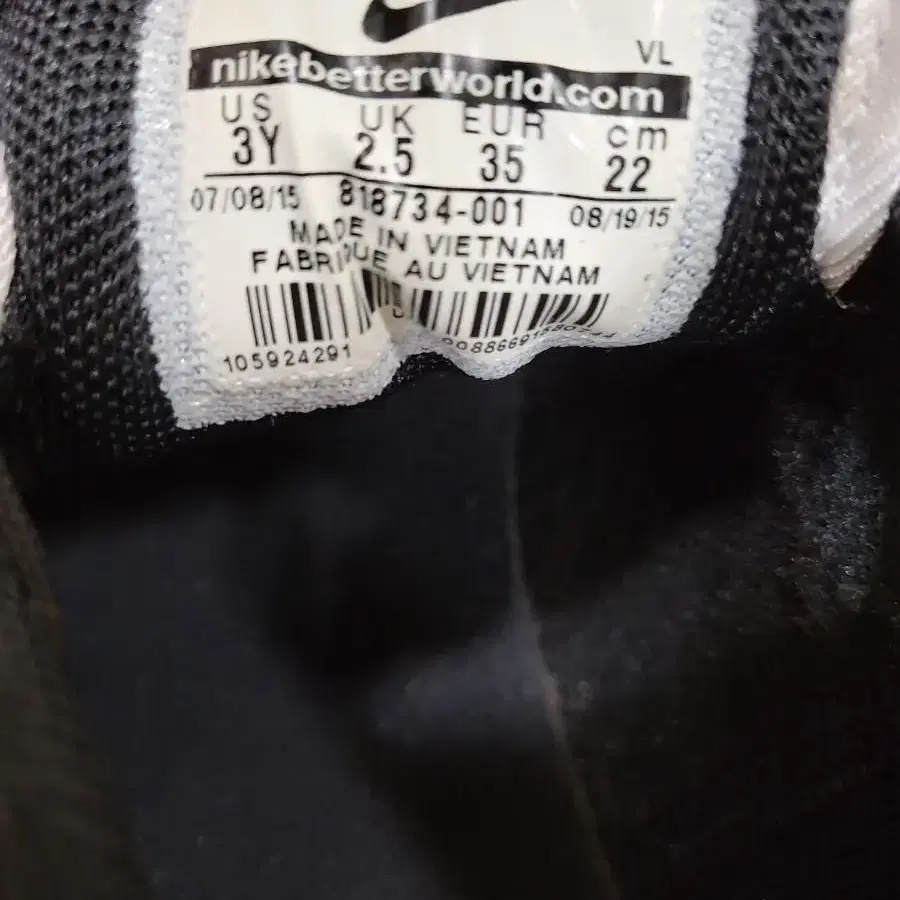 VL
nikebetterworld.com
US UK EUR cm
3Y 2.5 35 22
07/08/15 818734-001 08/19/15
MADE IN VIETNAM
FABRIQUE AU VIETNAM
105924291